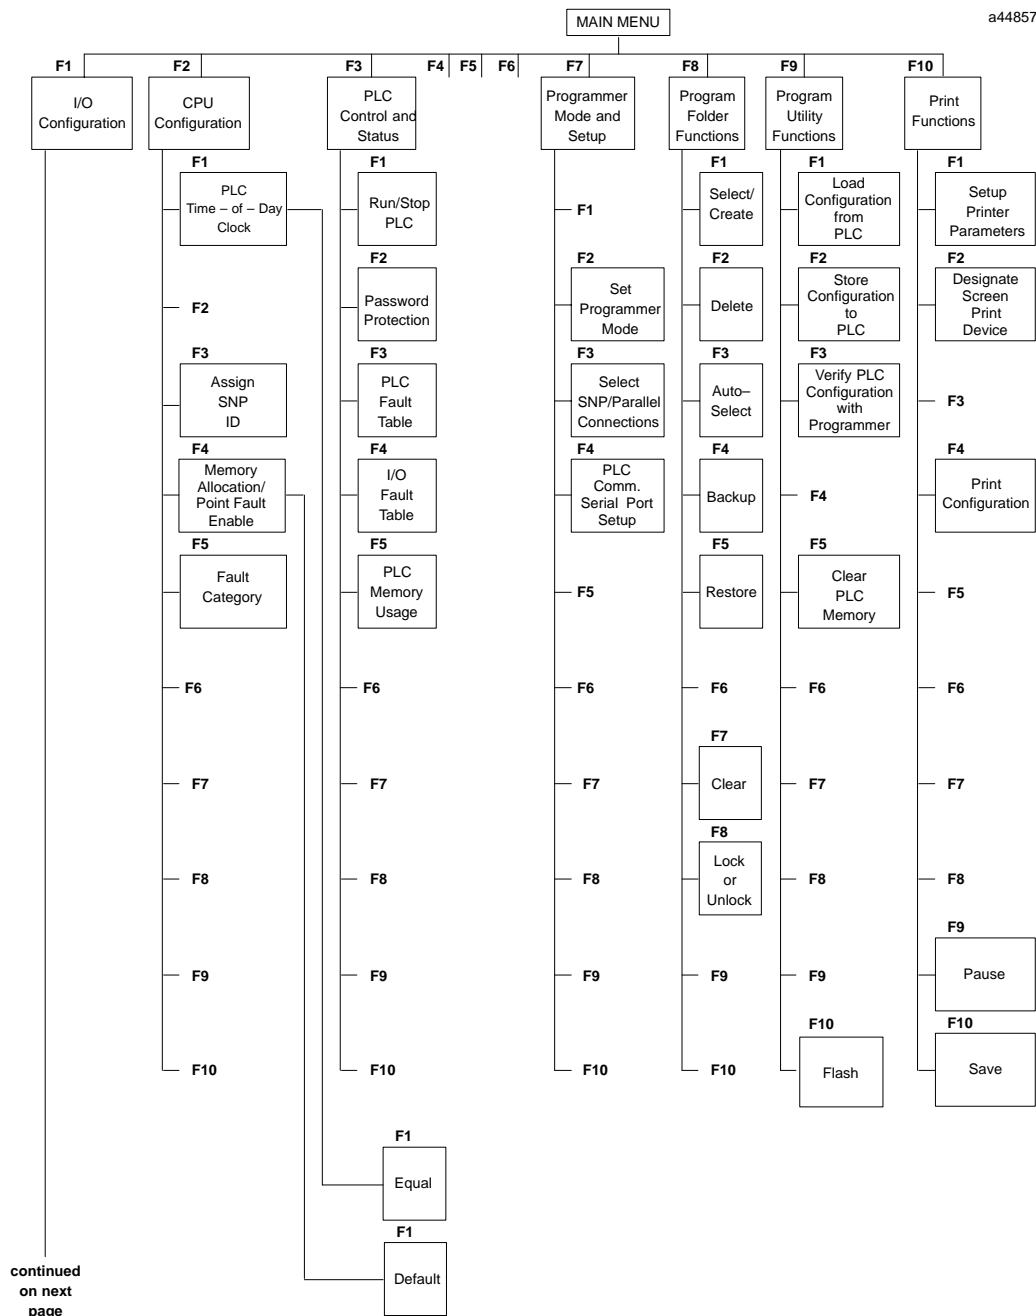 a44857
MAIN MENU
F1 F2 F3 F4 F5 F6 F7 F8 F9 F10
I/O
Configuration
CPU
Configuration
PLC
Control and
Status
Programmer
Mode and
Setup
Program
Folder
Functions
Program
Utility
Functions
Print
Functions
F1
PLC
Time – of – Day
Clock
F2
F3
Assign
SNP
ID
F4
Memory
Allocation/
Point Fault
Enable
F5
Fault
Category
F6
F7
F8
F9
F10
F1
Run/Stop
PLC
F2
Password
Protection
F3
PLC
Fault
Table
F4
I/O
Fault
Table
F5
PLC
Memory
Usage
F6
F7
F8
F9
F10
F1
Equal
F1
Default
F1
F2
Set
Programmer
Mode
F3
Select
SNP/Parallel
Connections
F4
PLC
Comm.
Serial Port
Setup
F5
F6
F7
F8
F9
F10
F1
Select/
Create
F2
Delete
F3
Auto–
Select
F4
Backup
F5
Restore
F6
F7
Clear
F8
Lock
or
Unlock
F9
F10
F1
Load
Configuration
from
PLC
F2
Store
Configuration
to
PLC
F3
Verify PLC
Configuration
with
Programmer
F4
F5
Clear
PLC
Memory
F6
F7
F8
F9
F10
Flash
F1
Setup
Printer
Parameters
F2
Designate
Screen
Print
Device
F3
F4
Print
Configuration
F5
F6
F7
F8
F9
Pause
F10
Save
continued
on next
page